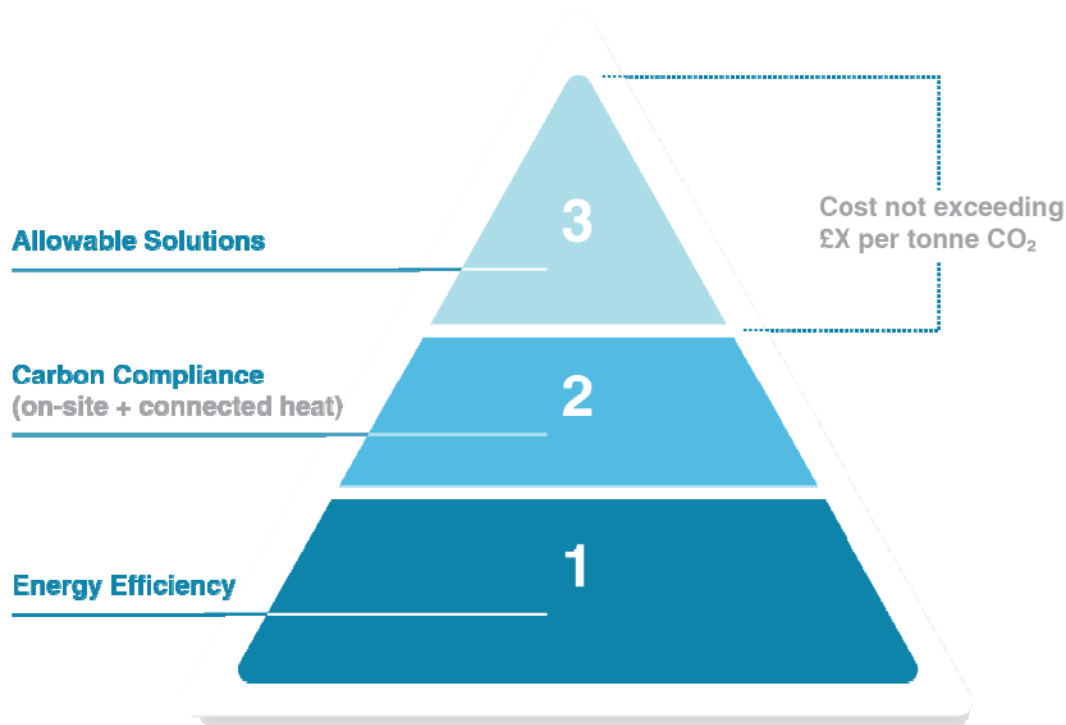 3
Cost not exceeding
£X per tonne CO₂
Allowable Solutions
Carbon Compliance
(on-site + connected heat)
2
1
Energy Efficiency